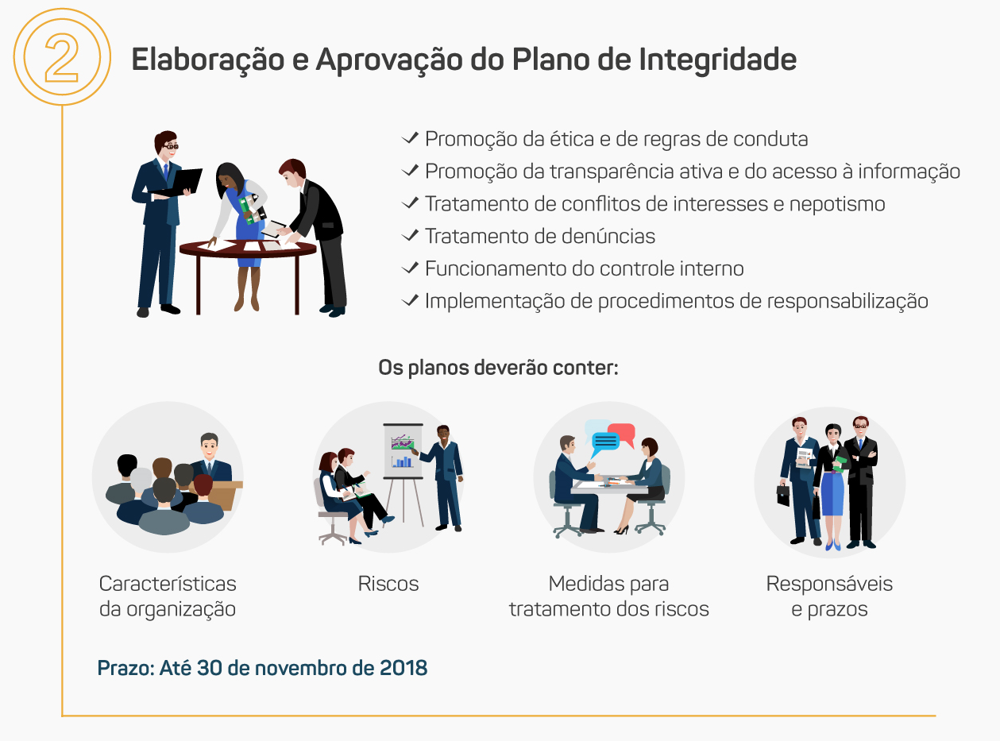 2
Elaboração e Aprovação do Plano de Integridade
Promoção da ética e de regras de conduta
Promoção da transparência ativa e do acesso à informação
Tratamento de conflitos de interesses e nepotismo
Tratamento de denúncias
Funcionamento do controle interno
Implementação de procedimentos de responsabilização
Os planos deverão conter:
Características
da organização
Riscos
Medidas para
tratamento dos riscos
Responsáveis
e prazos
Prazo: Até 30 de novembro de 2018